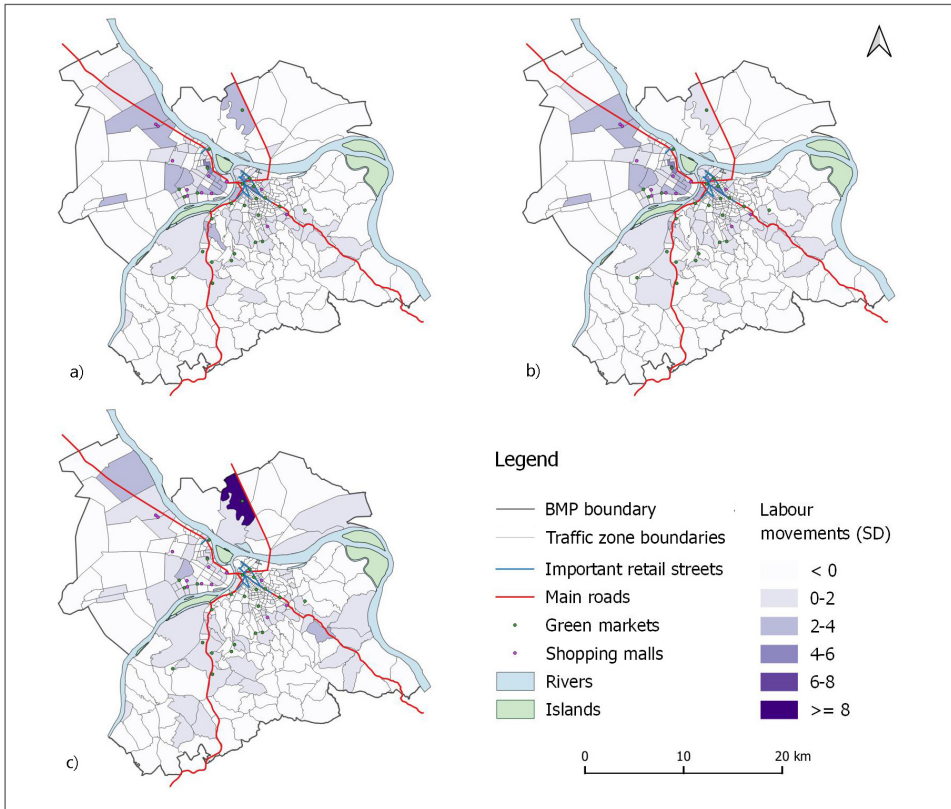 a)
b)
c)
Legend
BMP boundary
Traffic zone boundaries
Important retail streets
Main roads
Green markets
Shopping malls
Rivers
Islands
Labour
movements (SD)
< 0
0-2
2-4
4-6
6-8
>= 8
0 10 20 km